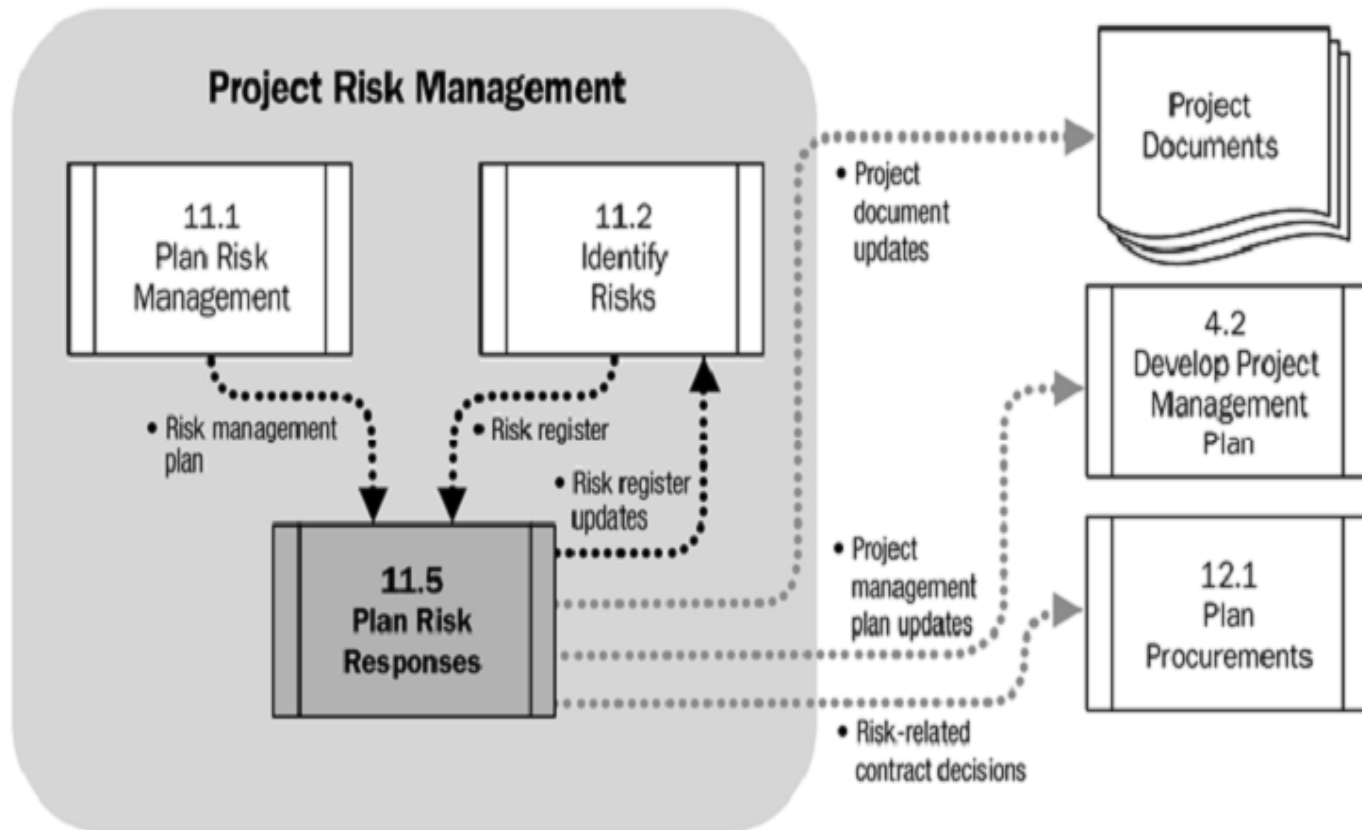 Project Risk Management
11.1
Plan Risk
Management
11.2
Identify
Risks
• Risk management
plan
• Risk register
• Risk register
updates
11.5
Plan Risk
Responses
• Project
document
updates
Project
Documents
4.2
Develop Project
Management
Plan
• Project
management
plan updates
12.1
Plan
Procurements
• Risk-related
contract decisions